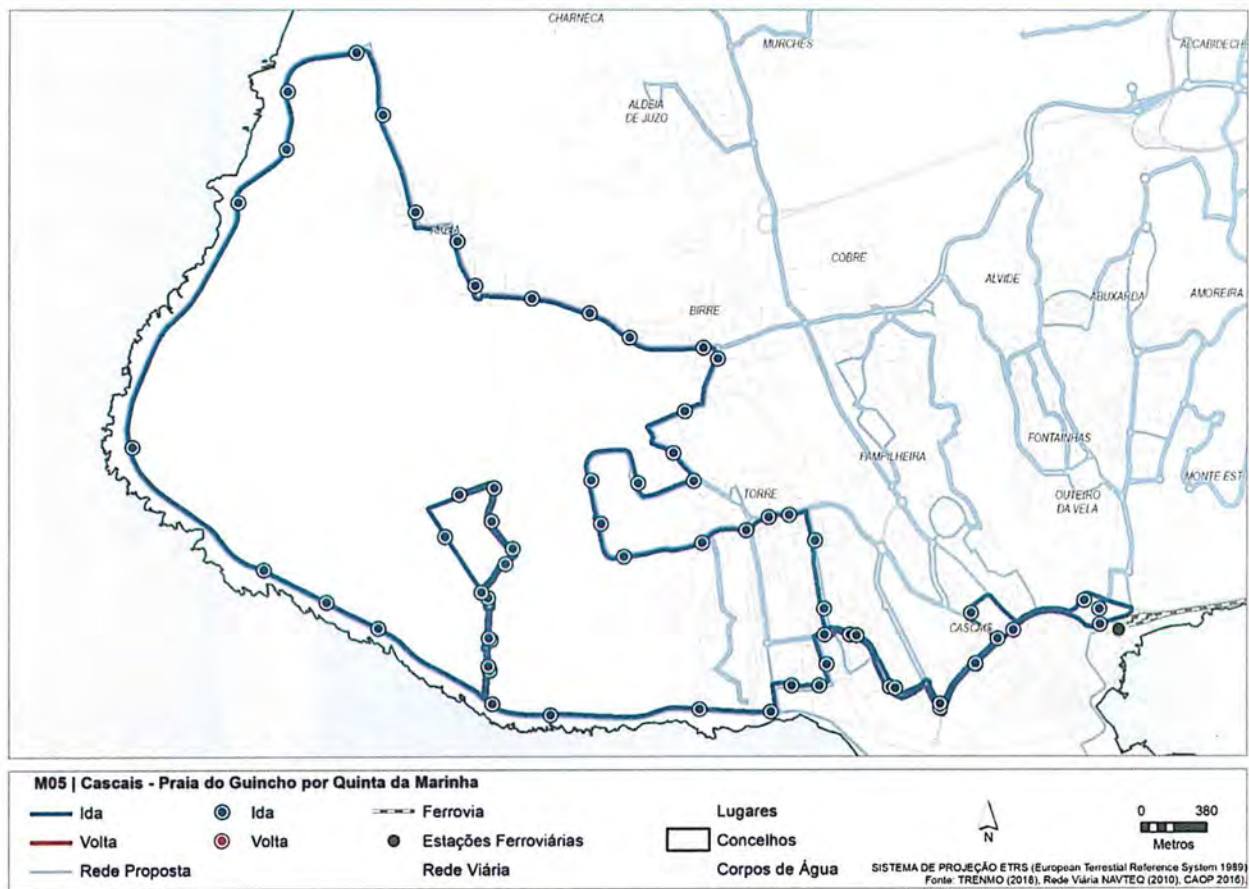 CHARNECA
MURCHES
ALCABIDECH
ALDEIA
DE JUZO
AREIA
COBRE
ALVIDE
ABUXARDA
AMOREIRA
BIRRE
PAMPILHEIRA
FONTAINHAS
MONTE EST
TORRE
OUTEIRO
DA VELA
CASCAIS
M05 | Cascais - Praia do Guincho por Quinta da Marinha
Ida
Ida
Ferrovia
Lugares
0 380
Volta
Volta
Estações Ferroviárias
Concelhos
N
Metros
Rede Proposta
Rede Viária
Corpos de Água
SISTEMA DE PROJEÇÃO ETRS (European Terrestial Reference System 1989)
Fonte: TRENMO (2018), Rede Viária NAVTEQ (2010), CAOP 2016)